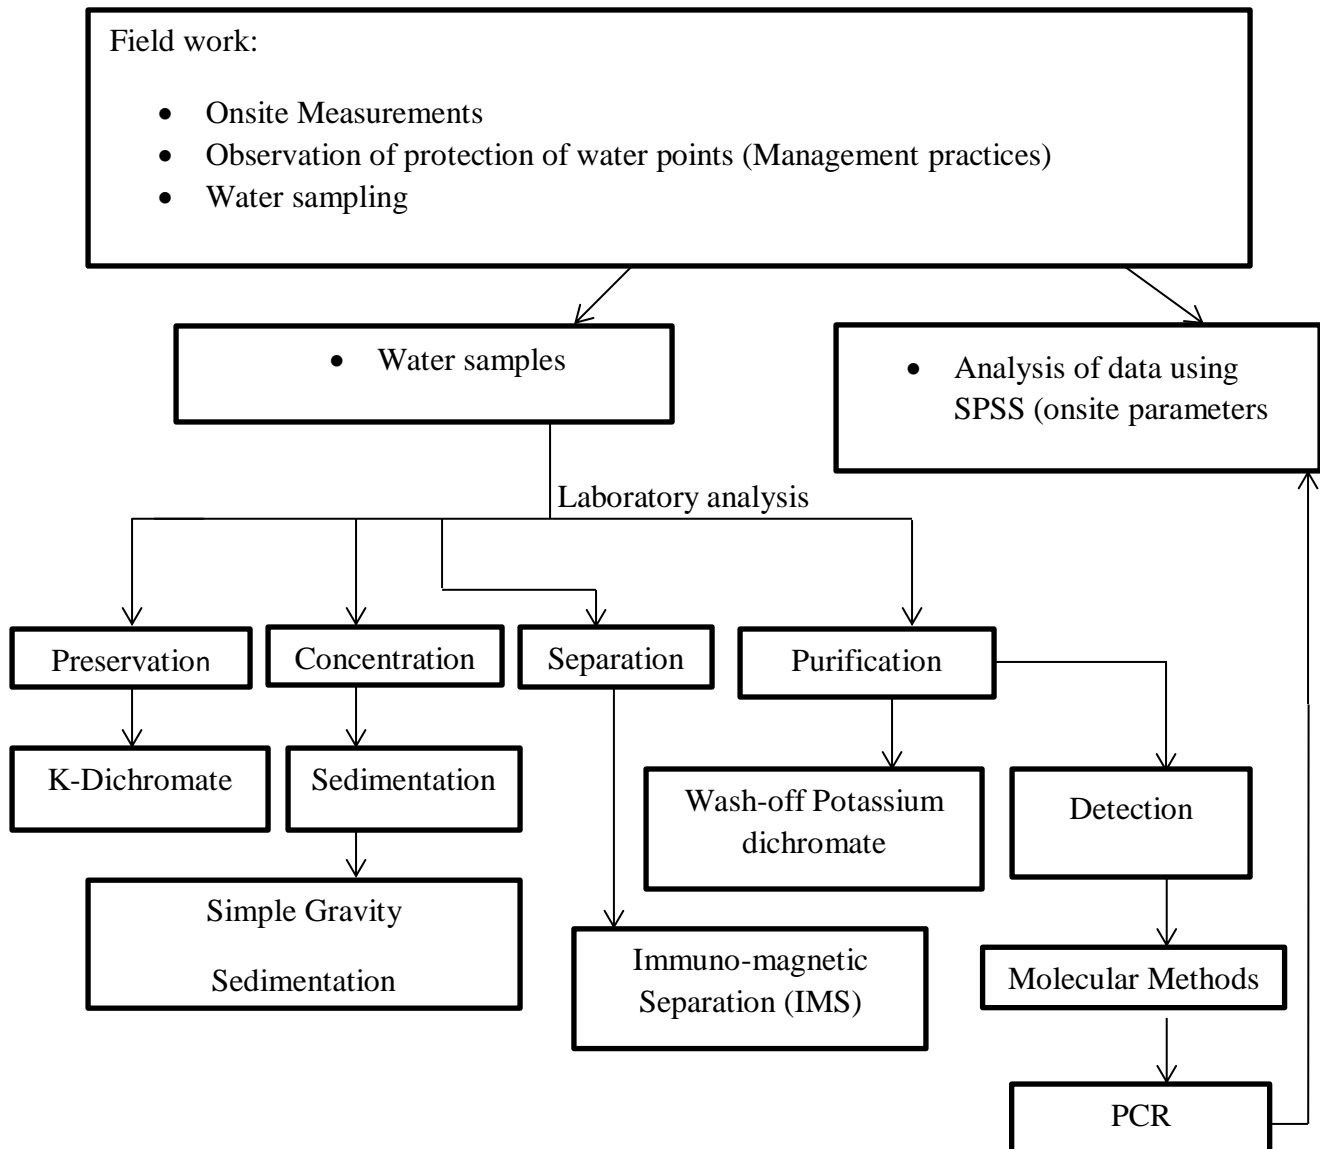 Field work:
• Onsite Measurements
• Observation of protection of water points (Management practices)
• Water sampling
• Water samples
• Analysis of data using
SPSS (onsite parameters
Laboratory analysis
Preservation
Concentration
Separation
Purification
K-Dichromate
Sedimentation
Wash-off Potassium
dichromate
Detection
Simple Gravity
Sedimentation
Immuno-magnetic
Separation (IMS)
Molecular Methods
PCR